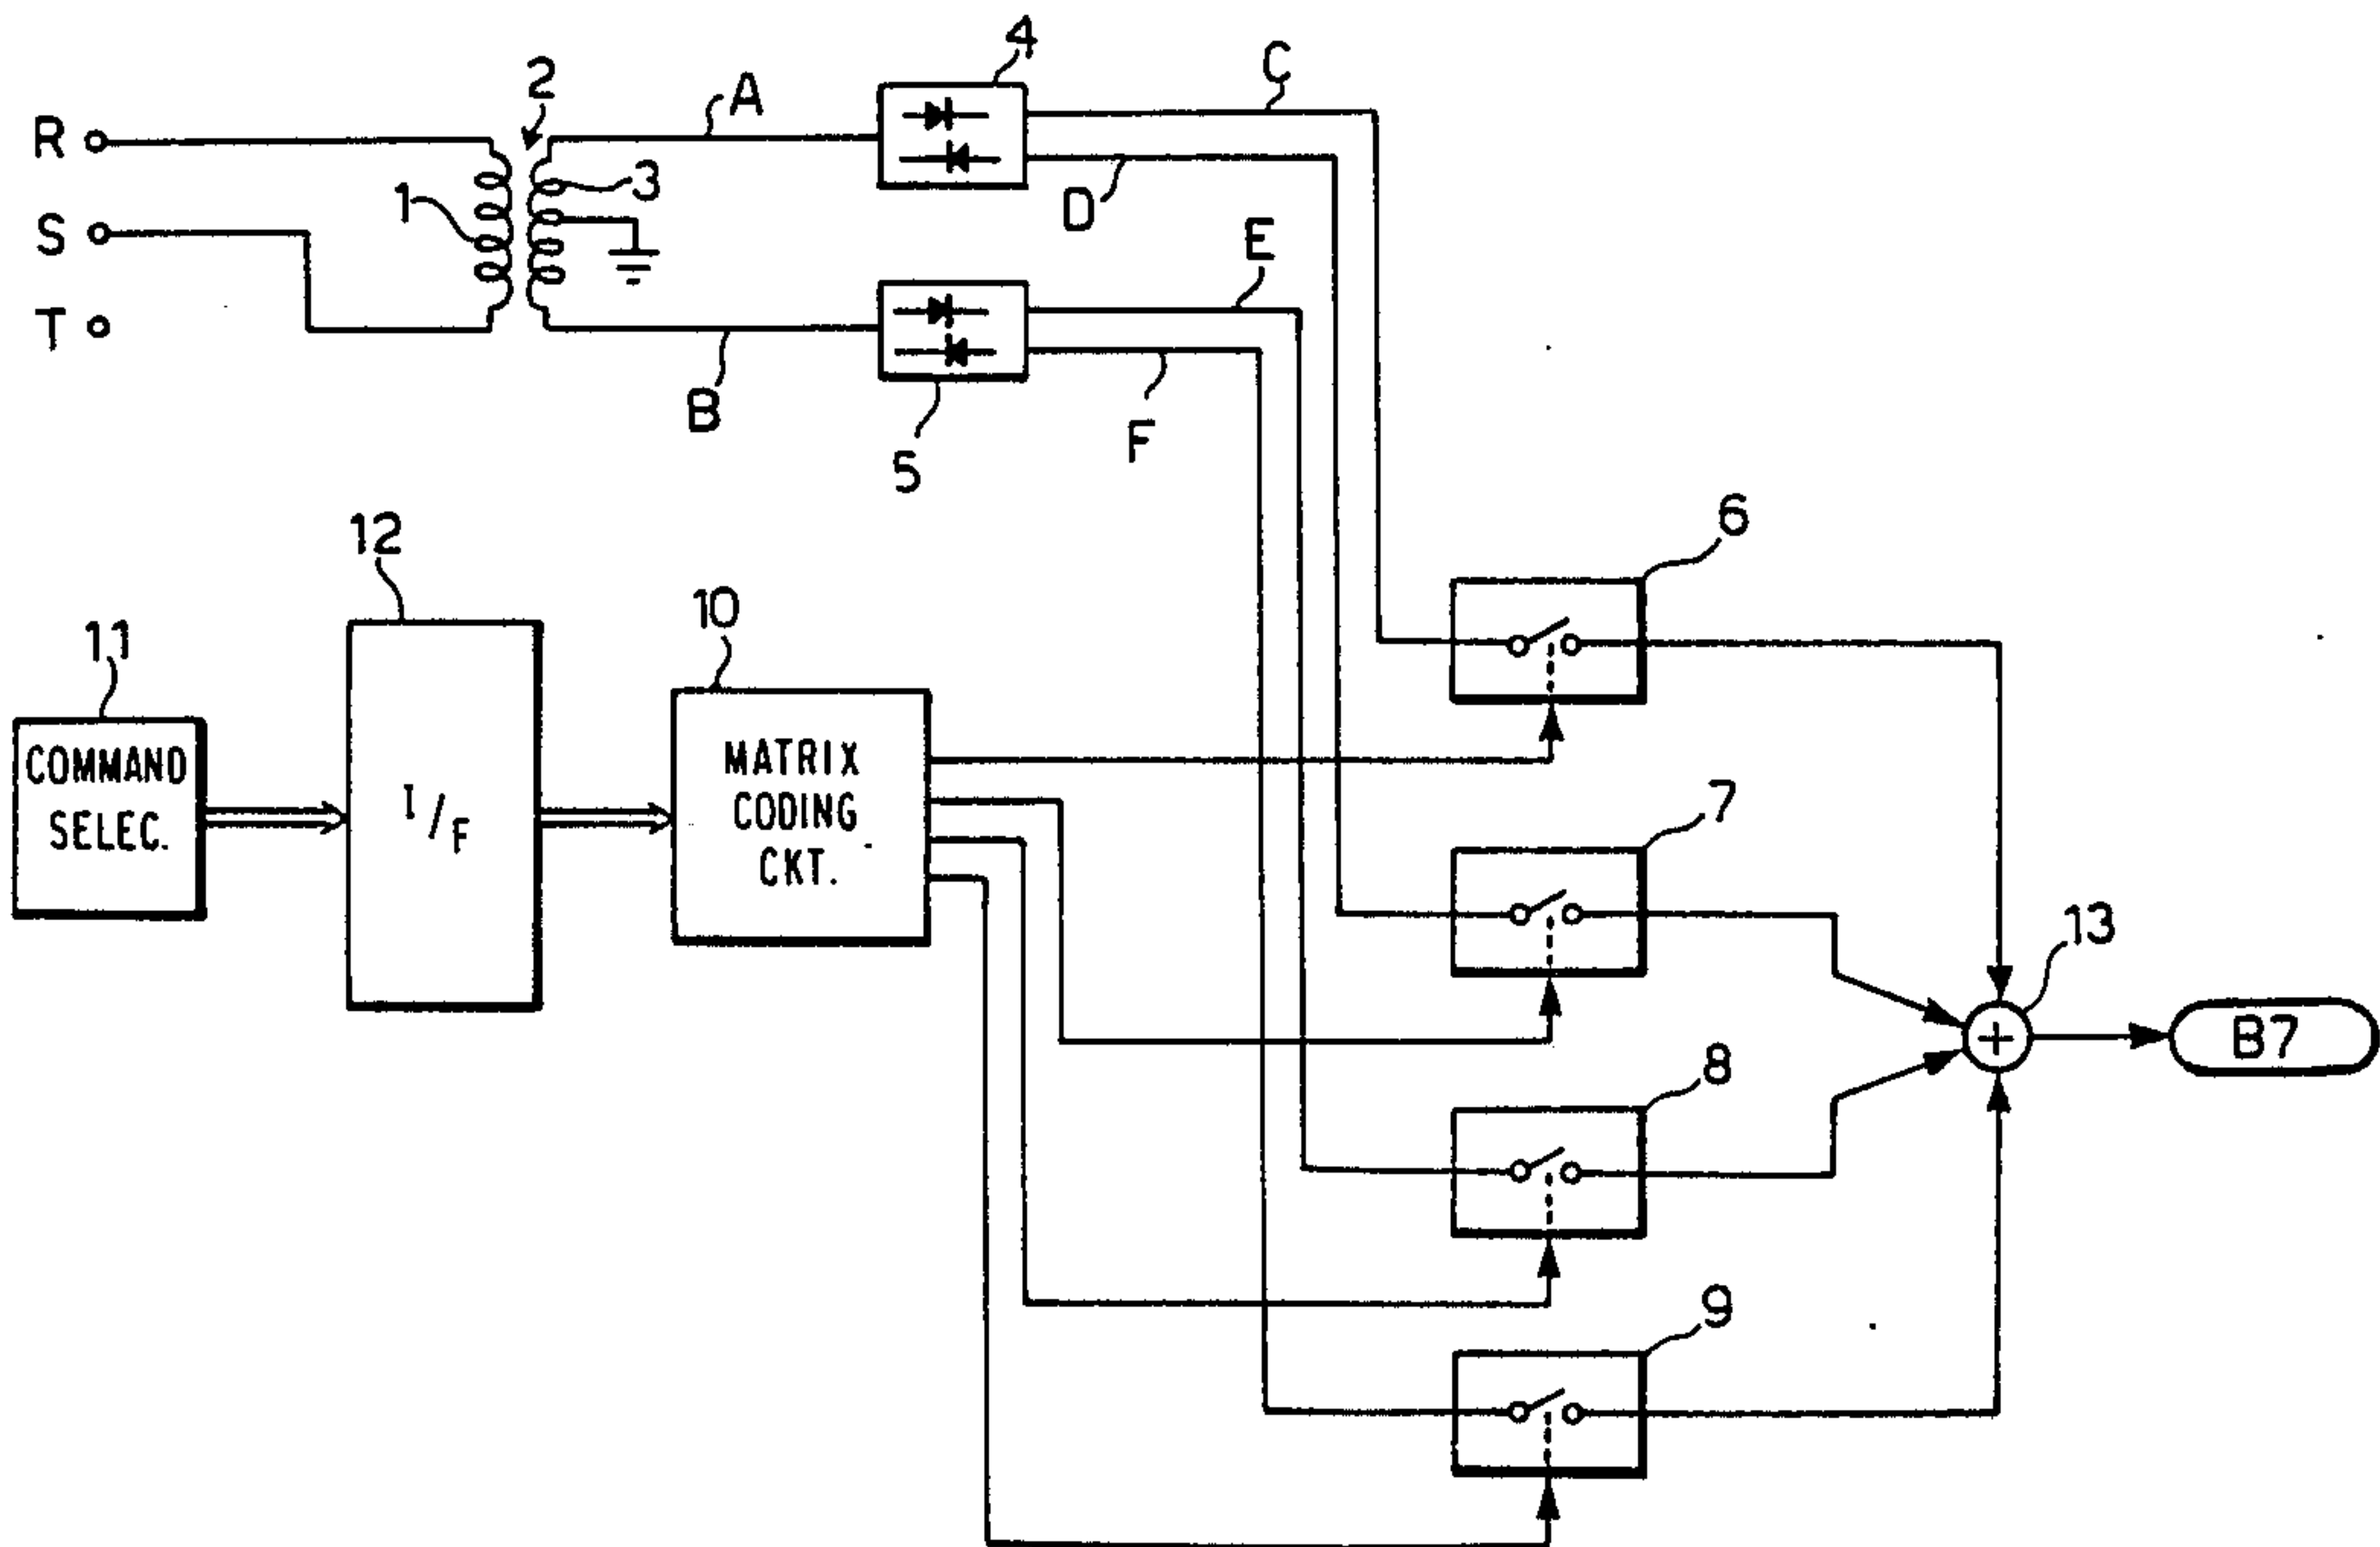 4
C
2
A
R
3
1
S
D
E
T
B
F
5
6
12
10
11
7
COMMAND
SELEC.
I/F
MATRIX
CODING
CKT.
13
+
B7
8
9